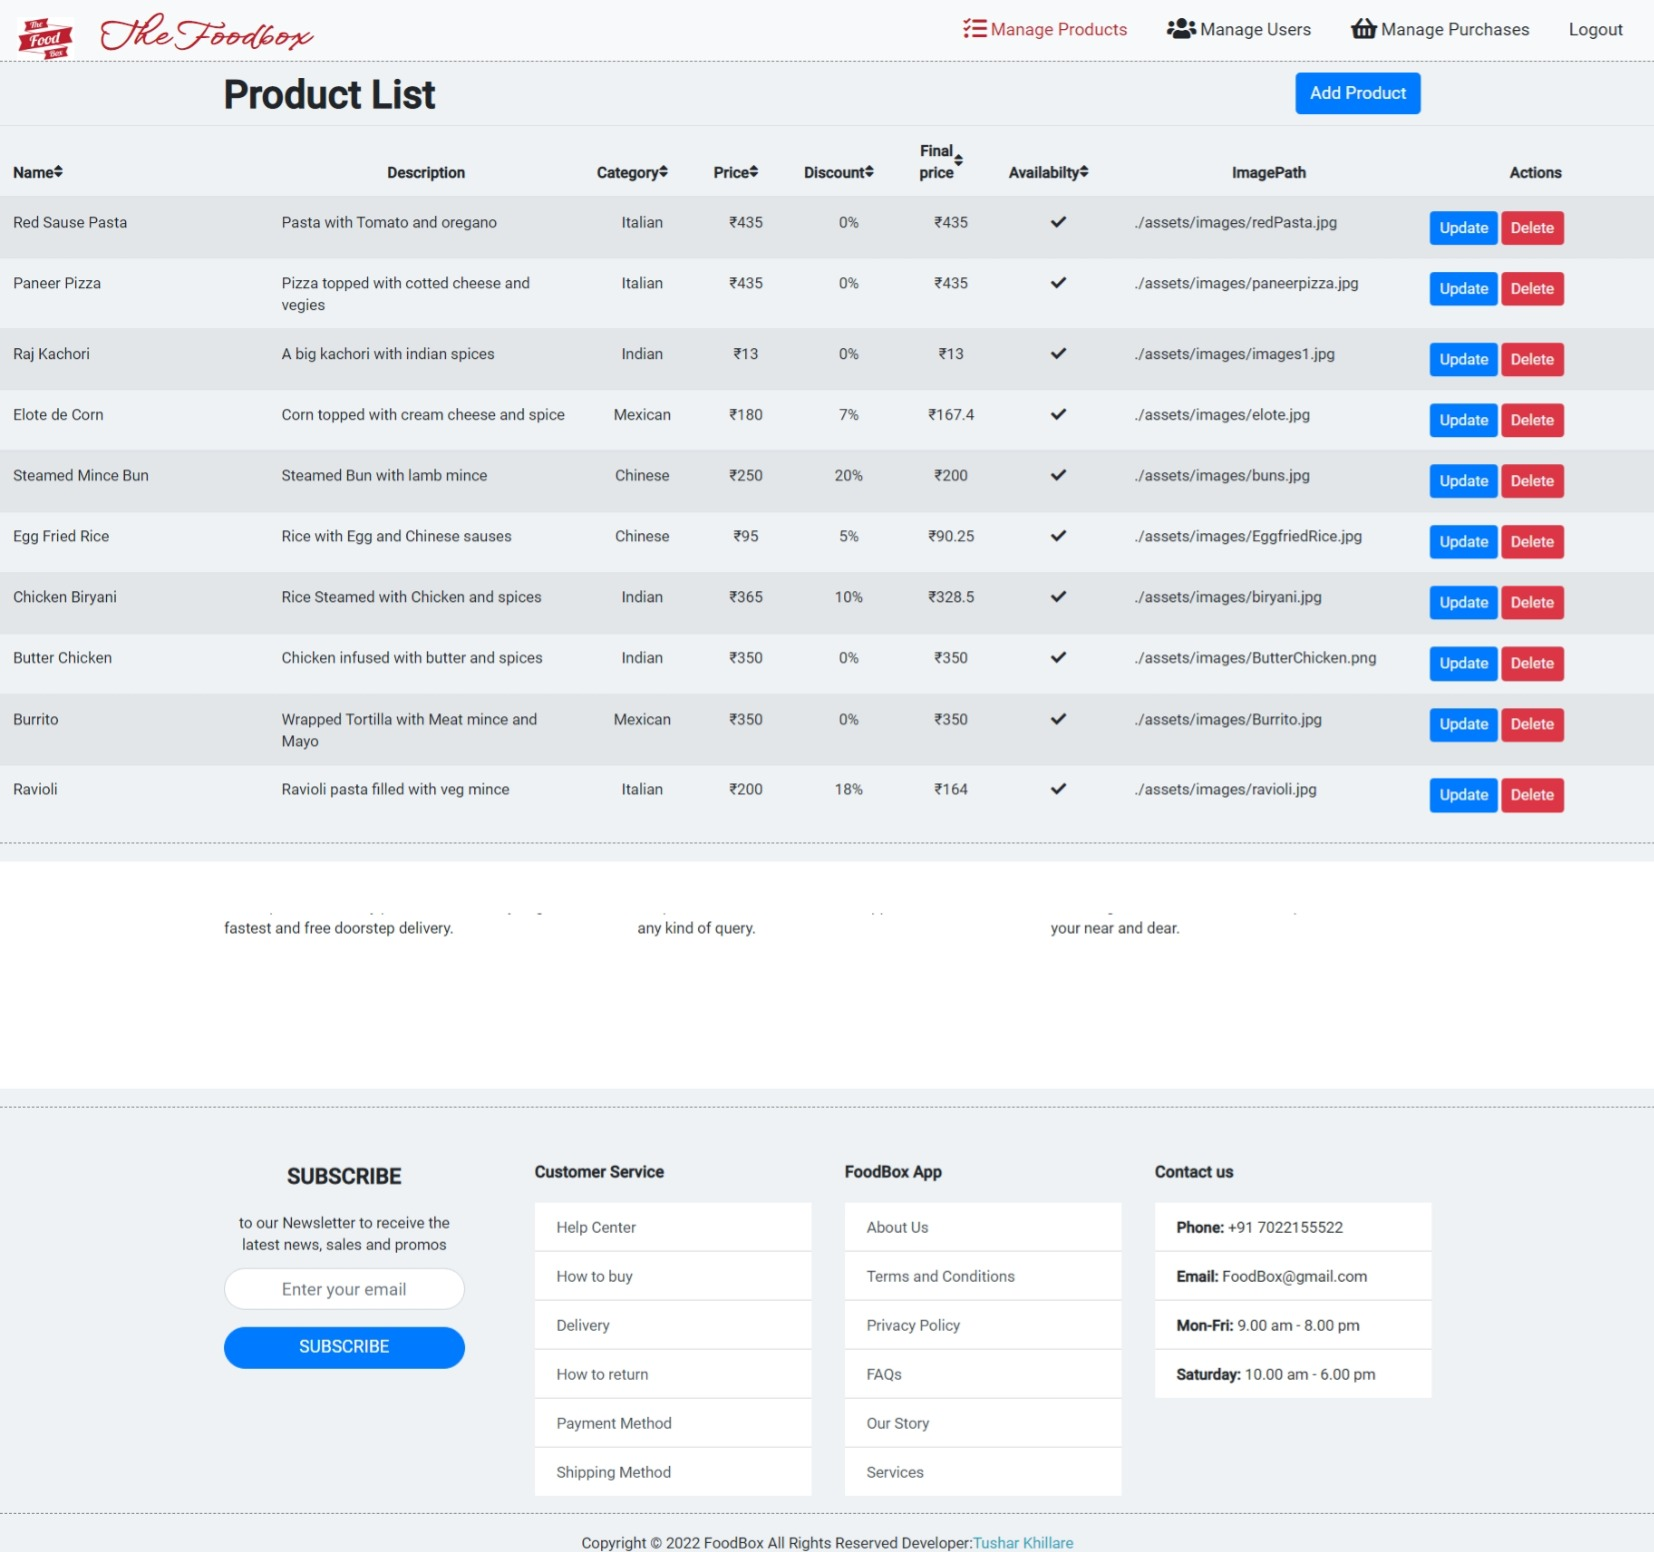 The Food Box The Foodbox Manage Products Manage Users Manage Purchases Logout
Product List Add Product
Name Description Category Price Discount Final price Availabilty ImagePath Actions
Red Sause Pasta Pasta with Tomato and oregano Italian ₹435 0% ₹435 ./assets/images/redPasta.jpg Update Delete
Paneer Pizza Pizza topped with cotted cheese and Italian ₹435 0% ₹435 ./assets/images/paneerpizza.jpg Update Delete
vegies
Raj Kachori A big kachori with indian spices Indian ₹13 0% ₹13 ./assets/images/images1.jpg Update Delete
Elote de Corn Corn topped with cream cheese and spice Mexican ₹180 7% ₹167.4 ./assets/images/elote.jpg Update Delete
Steamed Mince Bun Steamed Bun with lamb mince Chinese ₹250 20% ₹200 ./assets/images/buns.jpg Update Delete
Egg Fried Rice Rice with Egg and Chinese sauses Chinese ₹95 5% ₹90.25 ./assets/images/EggfriedRice.jpg Update Delete
Chicken Biryani Rice Steamed with Chicken and spices Indian ₹365 10% ₹328.5 ./assets/images/biryani.jpg Update Delete
Butter Chicken Chicken infused with butter and spices Indian ₹350 0% ₹350 ./assets/images/ButterChicken.png Update Delete
Burrito Wrapped Tortilla with Meat mince and Mexican ₹350 0% ₹350 ./assets/images/Burrito.jpg Update Delete
Mayo
Ravioli Ravioli pasta filled with veg mince Italian ₹200 18% ₹164 ./assets/images/ravioli.jpg Update Delete
fastest and free doorstep delivery. any kind of query. your near and dear.
SUBSCRIBE
to our Newsletter to receive the
latest news, sales and promos
Enter your email
SUBSCRIBE
Customer Service
Help Center
How to buy
Delivery
How to return
Payment Method
Shipping Method
FoodBox App
About Us
Terms and Conditions
Privacy Policy
FAQs
Our Story
Services
Contact us
Phone: +91 7022155522
Email: FoodBox@gmail.com
Mon-Fri: 9.00 am - 8.00 pm
Saturday: 10.00 am - 6.00 pm
Copyright © 2022 FoodBox All Rights Reserved Developer:Tushar Khillare